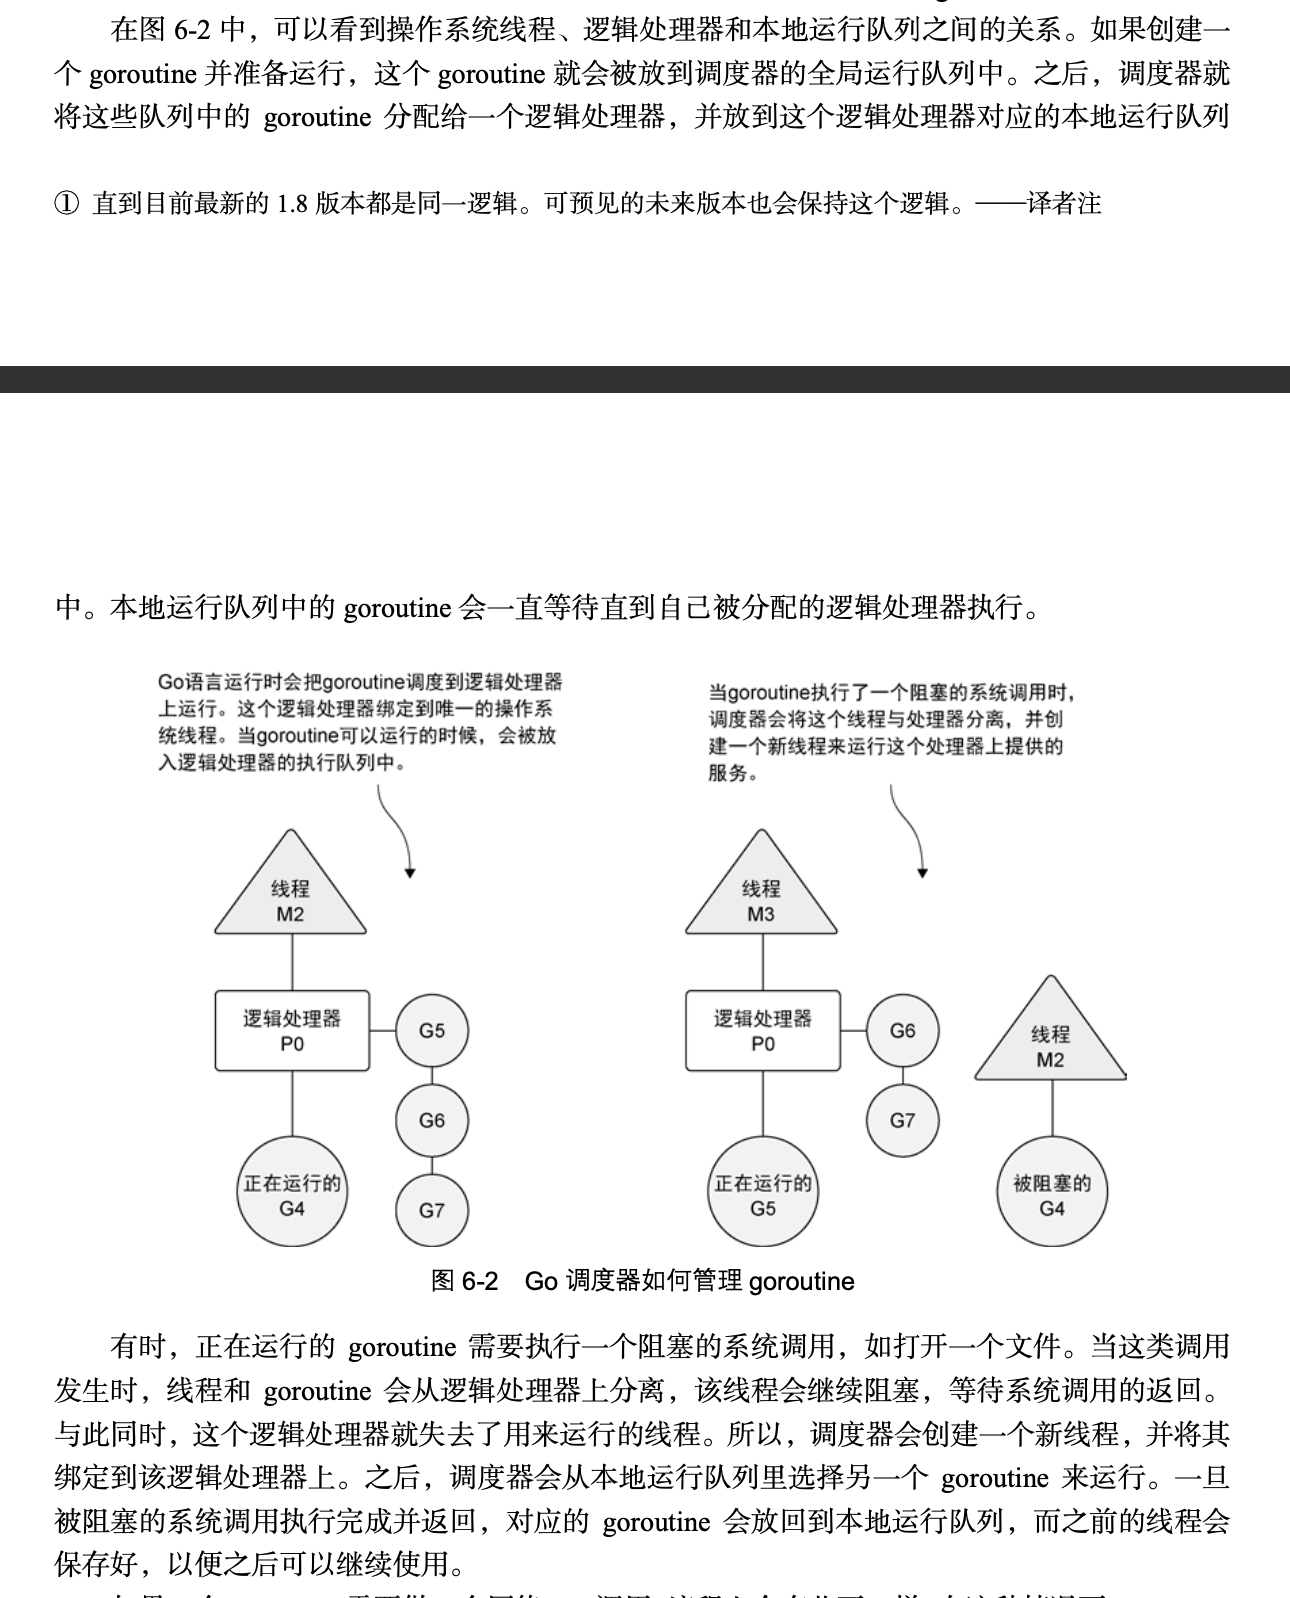 在图 6-2 中，可以看到操作系统线程、逻辑处理器和本地运行队列之间的关系。如果创建一
个 goroutine 并准备运行，这个 goroutine 就会被放到调度器的全局运行队列中。之后，调度器就
将这些队列中的 goroutine 分配给一个逻辑处理器，并放到这个逻辑处理器对应的本地运行队列
① 直到目前最新的 1.8 版本都是同一逻辑。可预见的未来版本也会保持这个逻辑。——译者注
中。本地运行队列中的 goroutine 会一直等待直到自己被分配的逻辑处理器执行。
Go语言运行时会把goroutine调度到逻辑处理器
上运行。这个逻辑处理器绑定到唯一的操作系
统线程。当goroutine可以运行的时候，会被放
入逻辑处理器的执行队列中。
当goroutine执行了一个阻塞的系统调用时，
调度器会将这个线程与处理器分离，并创
建一个新线程来运行这个处理器上提供的
服务。
线程
M2
逻辑处理器
P0
G5
G6
G7
正在运行的
G4
线程
M3
逻辑处理器
P0
G6
G7
正在运行的
G5
线程
M2
被阻塞的
G4
图 6-2 Go 调度器如何管理 goroutine
有时，正在运行的 goroutine 需要执行一个阻塞的系统调用，如打开一个文件。当这类调用
发生时，线程和 goroutine 会从逻辑处理器上分离，该线程会继续阻塞，等待系统调用的返回。
与此同时，这个逻辑处理器就失去了用来运行的线程。所以，调度器会创建一个新线程，并将其
绑定到该逻辑处理器上。之后，调度器会从本地运行队列里选择另一个 goroutine 来运行。一旦
被阻塞的系统调用执行完成并返回，对应的 goroutine 会放回到本地运行队列，而之前的线程会
保存好，以便之后可以继续使用。